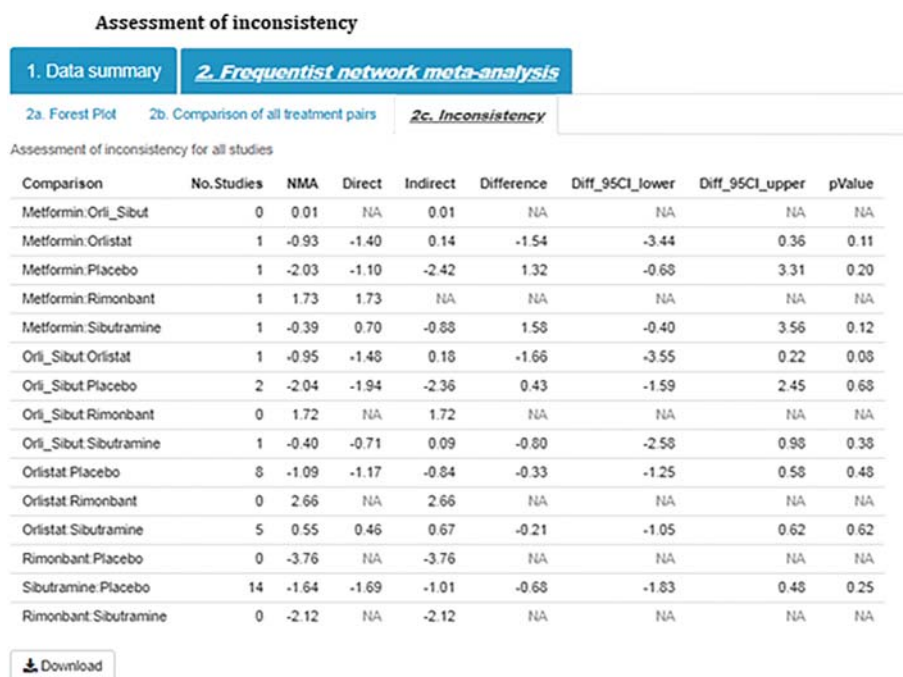 Assessment of inconsistency
1. Data summary 2. Frequentist network meta-analysis
2a. Forest Plot 2b. Comparison of all treatment pairs 2c. Inconsistency
Assessment of inconsistency for all studies
Comparison No.Studies NMA Direct Indirect Difference Diff_95CI_lower Diff_95CI_upper pValue
Metformin:Orli_Sibut 0 0.01 NA 0.01 NA NA NA NA
Metformin:Orlistat 1 -0.93 -1.40 0.14 -1.54 -3.44 0.36 0.11
Metformin:Placebo 1 -2.03 -1.10 -2.42 1.32 -0.68 3.31 0.20
Metformin:Rimonbant 1 1.73 1.73 NA NA NA NA NA
Metformin:Sibutramine 1 -0.39 0.70 -0.88 1.58 -0.40 3.56 0.12
Orli_Sibut:Orlistat 1 -0.95 -1.48 0.18 -1.66 -3.55 0.22 0.08
Orli_Sibut:Placebo 2 -2.04 -1.94 -2.36 0.43 -1.59 2.45 0.68
Orli_Sibut:Rimonbant 0 1.72 NA 1.72 NA NA NA NA
Orli_Sibut:Sibutramine 1 -0.40 -0.71 0.09 -0.80 -2.58 0.98 0.38
Orlistat:Placebo 8 -1.09 -1.17 -0.84 -0.33 -1.25 0.58 0.48
Orlistat:Rimonbant 0 2.66 NA 2.66 NA NA NA NA
Orlistat:Sibutramine 5 0.55 0.46 0.67 -0.21 -1.05 0.62 0.62
Rimonbant:Placebo 0 -3.76 NA -3.76 NA NA NA NA
Sibutramine:Placebo 14 -1.64 -1.69 -1.01 -0.68 -1.83 0.48 0.25
Rimonbant:Sibutramine 0 -2.12 NA -2.12 NA NA NA NA
Download